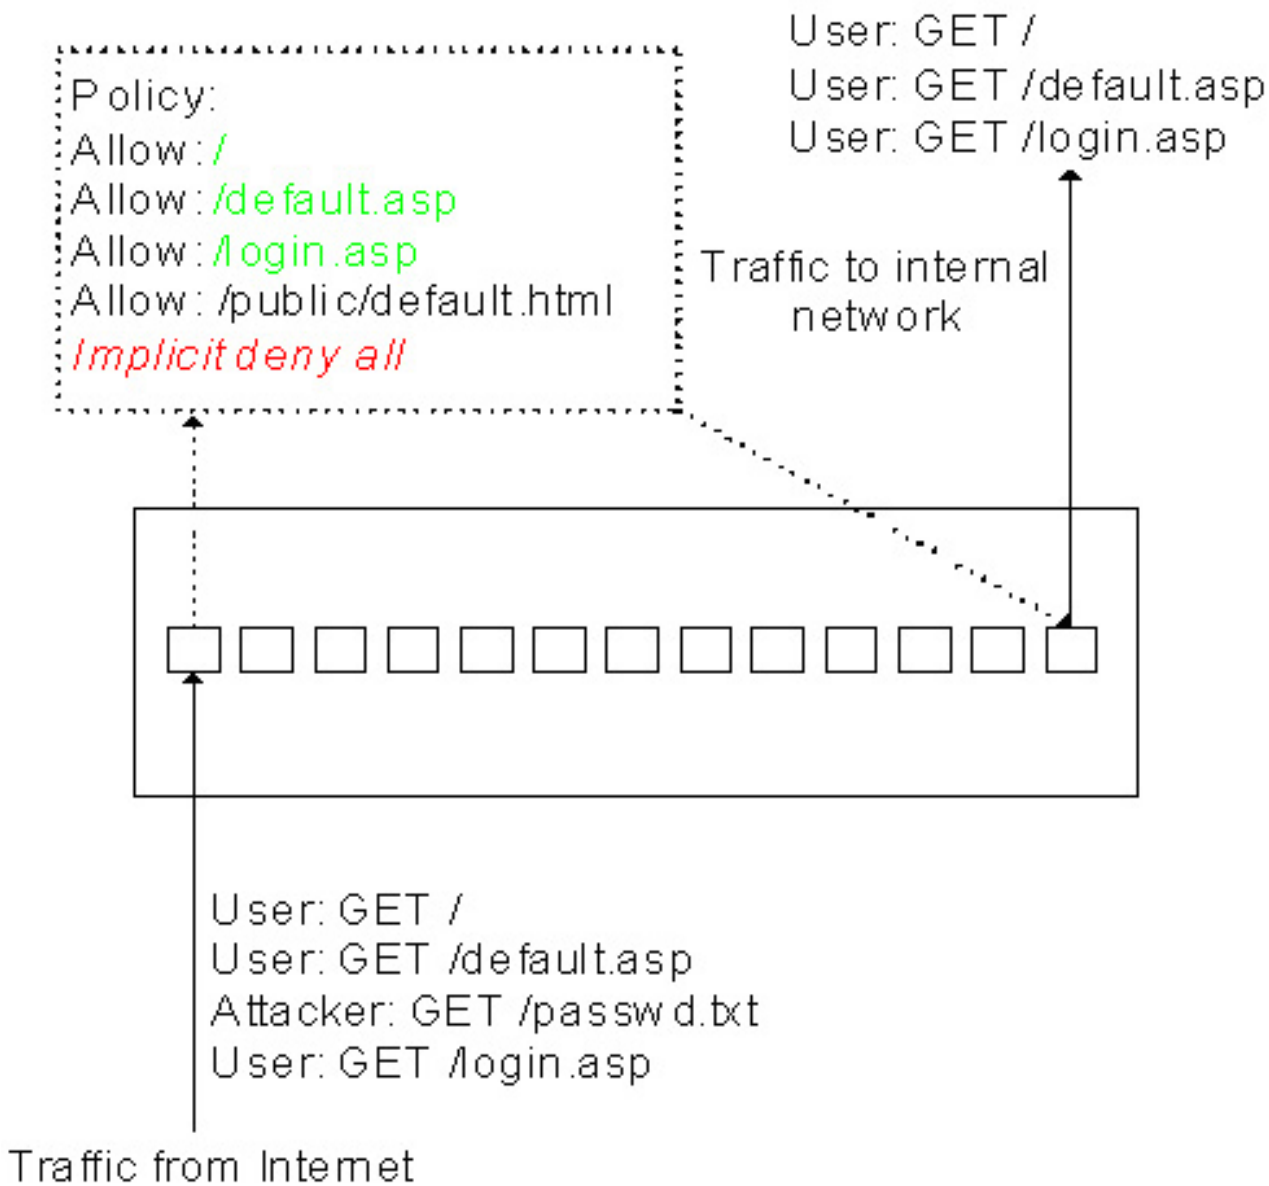 Policy:
Allow: /
Allow: /default.asp
Allow: /login.asp
Allow: /public/default.html
Implicit deny all
User: GET /
User: GET /default.asp
User: GET /login.asp
Traffic to internal
network
User: GET /
User: GET /default.asp
Attacker: GET /passwd.txt
User: GET /login.asp
Traffic from Internet